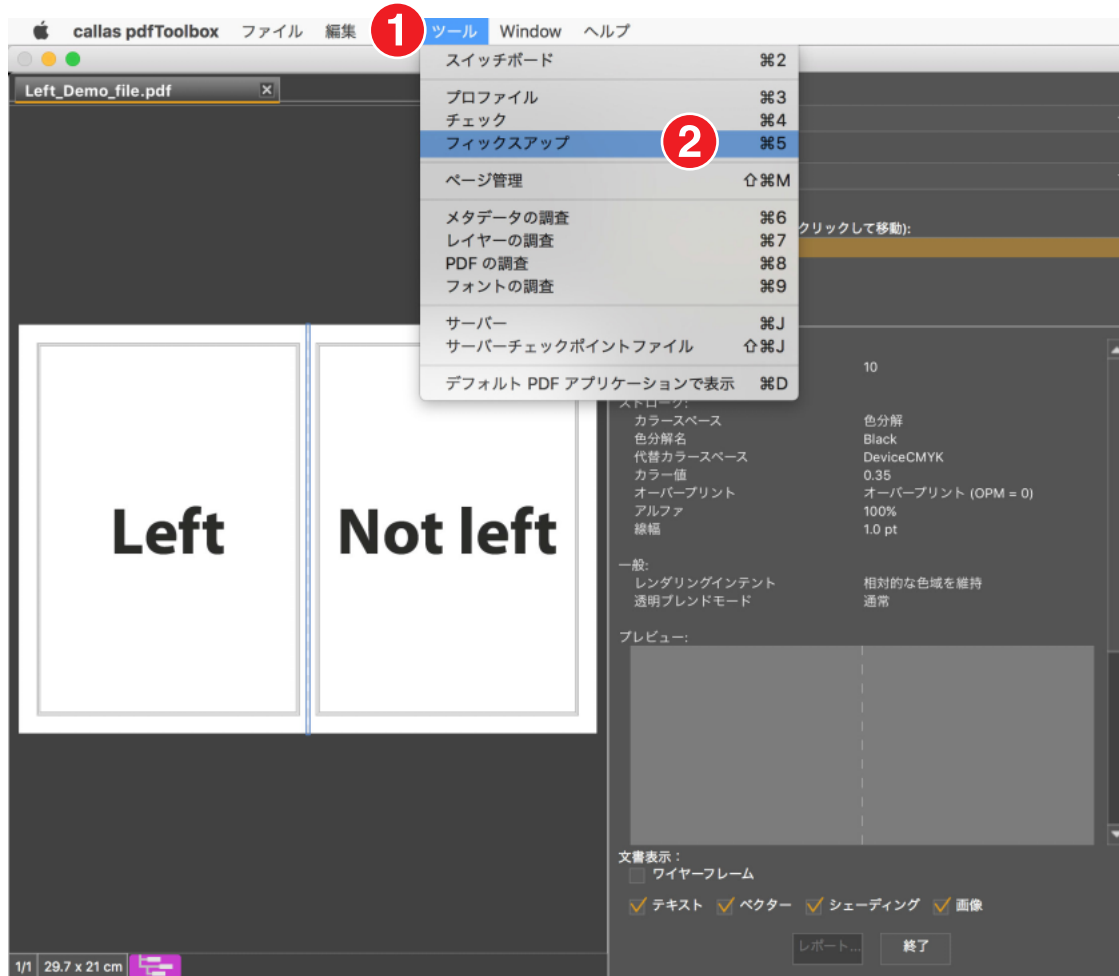 callas pdfToolbox ファイル 編集 1 ツール Window ヘルプ
スイッチボード ⌘2
Left_Demo_file.pdf
プロファイル ⌘3
チェック ⌘4
フィックスアップ 2 ⌘5
ページ管理 ⇧⌘M
メタデータの調査 ⌘6
レイヤーの調査 ⌘7
クリックして移動):
PDF の調査 ⌘8
フォントの調査 ⌘9
サーバー ⌘J
サーバーチェックポイントファイル ⇧⌘J
デフォルト PDF アプリケーションで表示 ⌘D
10
ストローク:
カラースペース 色分解
色分解名 Black
代替カラースペース DeviceCMYK
カラー値 0.35
オーバープリント オーバープリント (OPM = 0)
アルファ 100%
線幅 1.0 pt
Left Not left
一般:
レンダリングインテント 相対的な色域を維持
透明ブレンドモード 通常
プレビュー:
文書表示：
ワイヤーフレーム
テキスト ベクター シェーディング 画像
レポート... 終了
1/1 29.7 x 21 cm